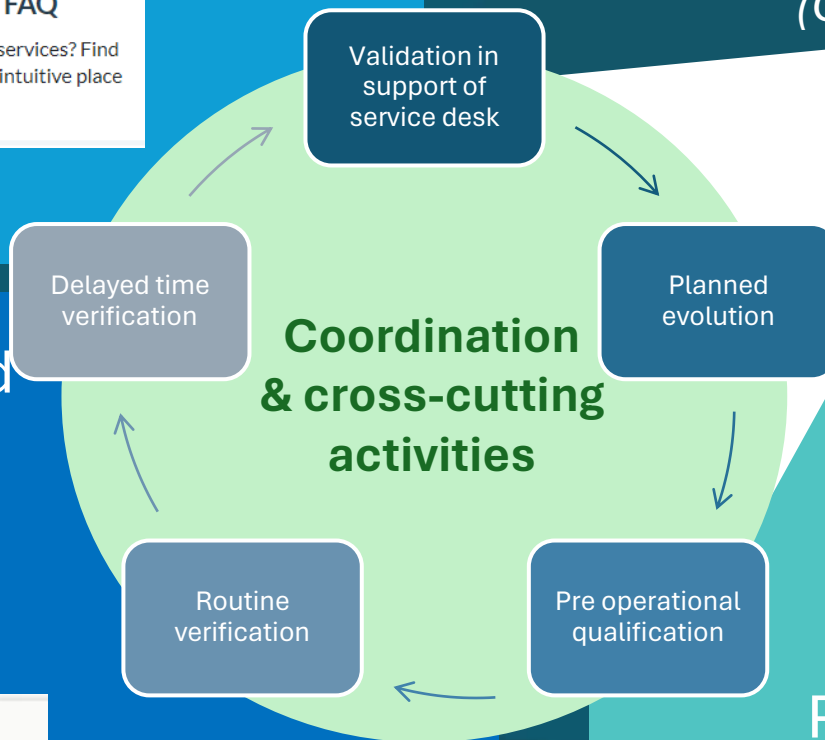 FAQ
services? Find
intuitive place
Validation in
support of
service desk
Delayed time
verification
Planned
evolution
Coordination
& cross-cutting
activities
Routine
verification
Pre operational
qualification